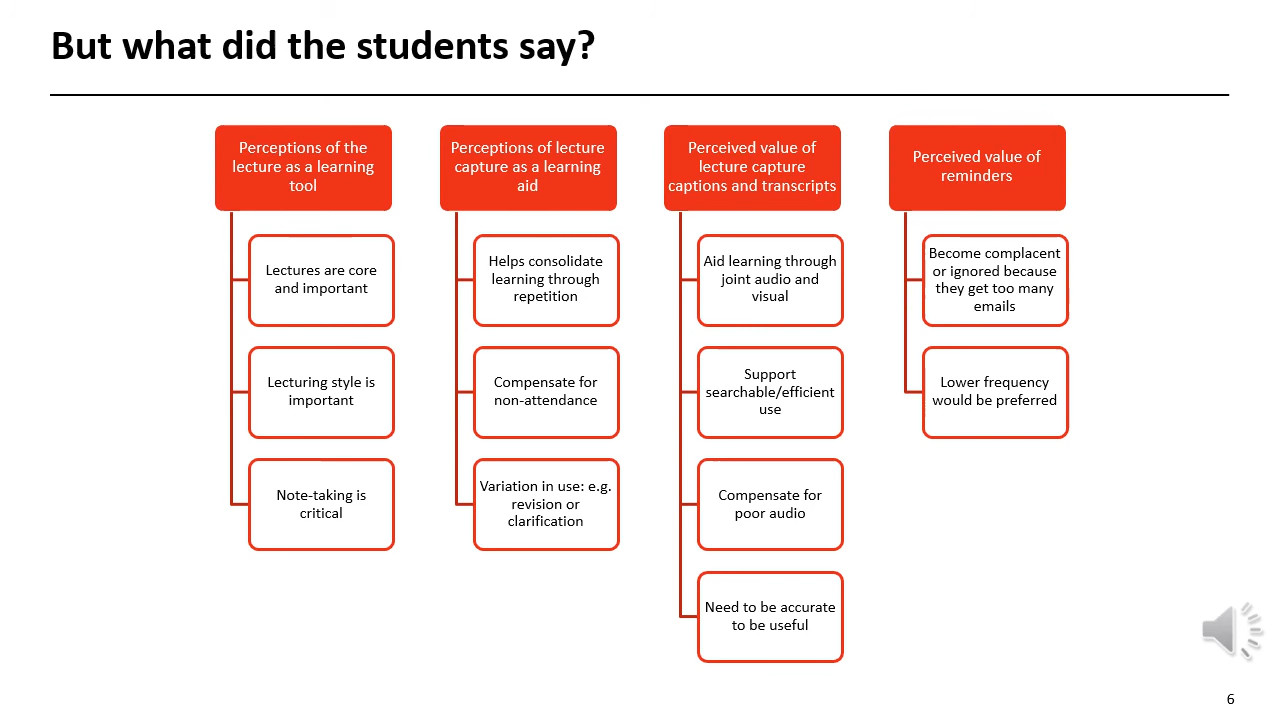 But what did the students say?
Perceptions of the
lecture as a learning
tool
Lectures are core
and important
Lecturing style is
important
Note-taking is
critical
Perceptions of lecture
capture as a learning
aid
Helps consolidate
learning through
repetition
Compensate for
non-attendance
Variation in use: e.g.
revision or
clarification
Perceived value of
lecture capture
captions and transcripts
Aid learning through
joint audio and
visual
Support
searchable/efficient
use
Compensate for
poor audio
Need to be accurate
to be useful
Perceived value of
reminders
Become complacent
or ignored because
they get too many
emails
Lower frequency
would be preferred
6